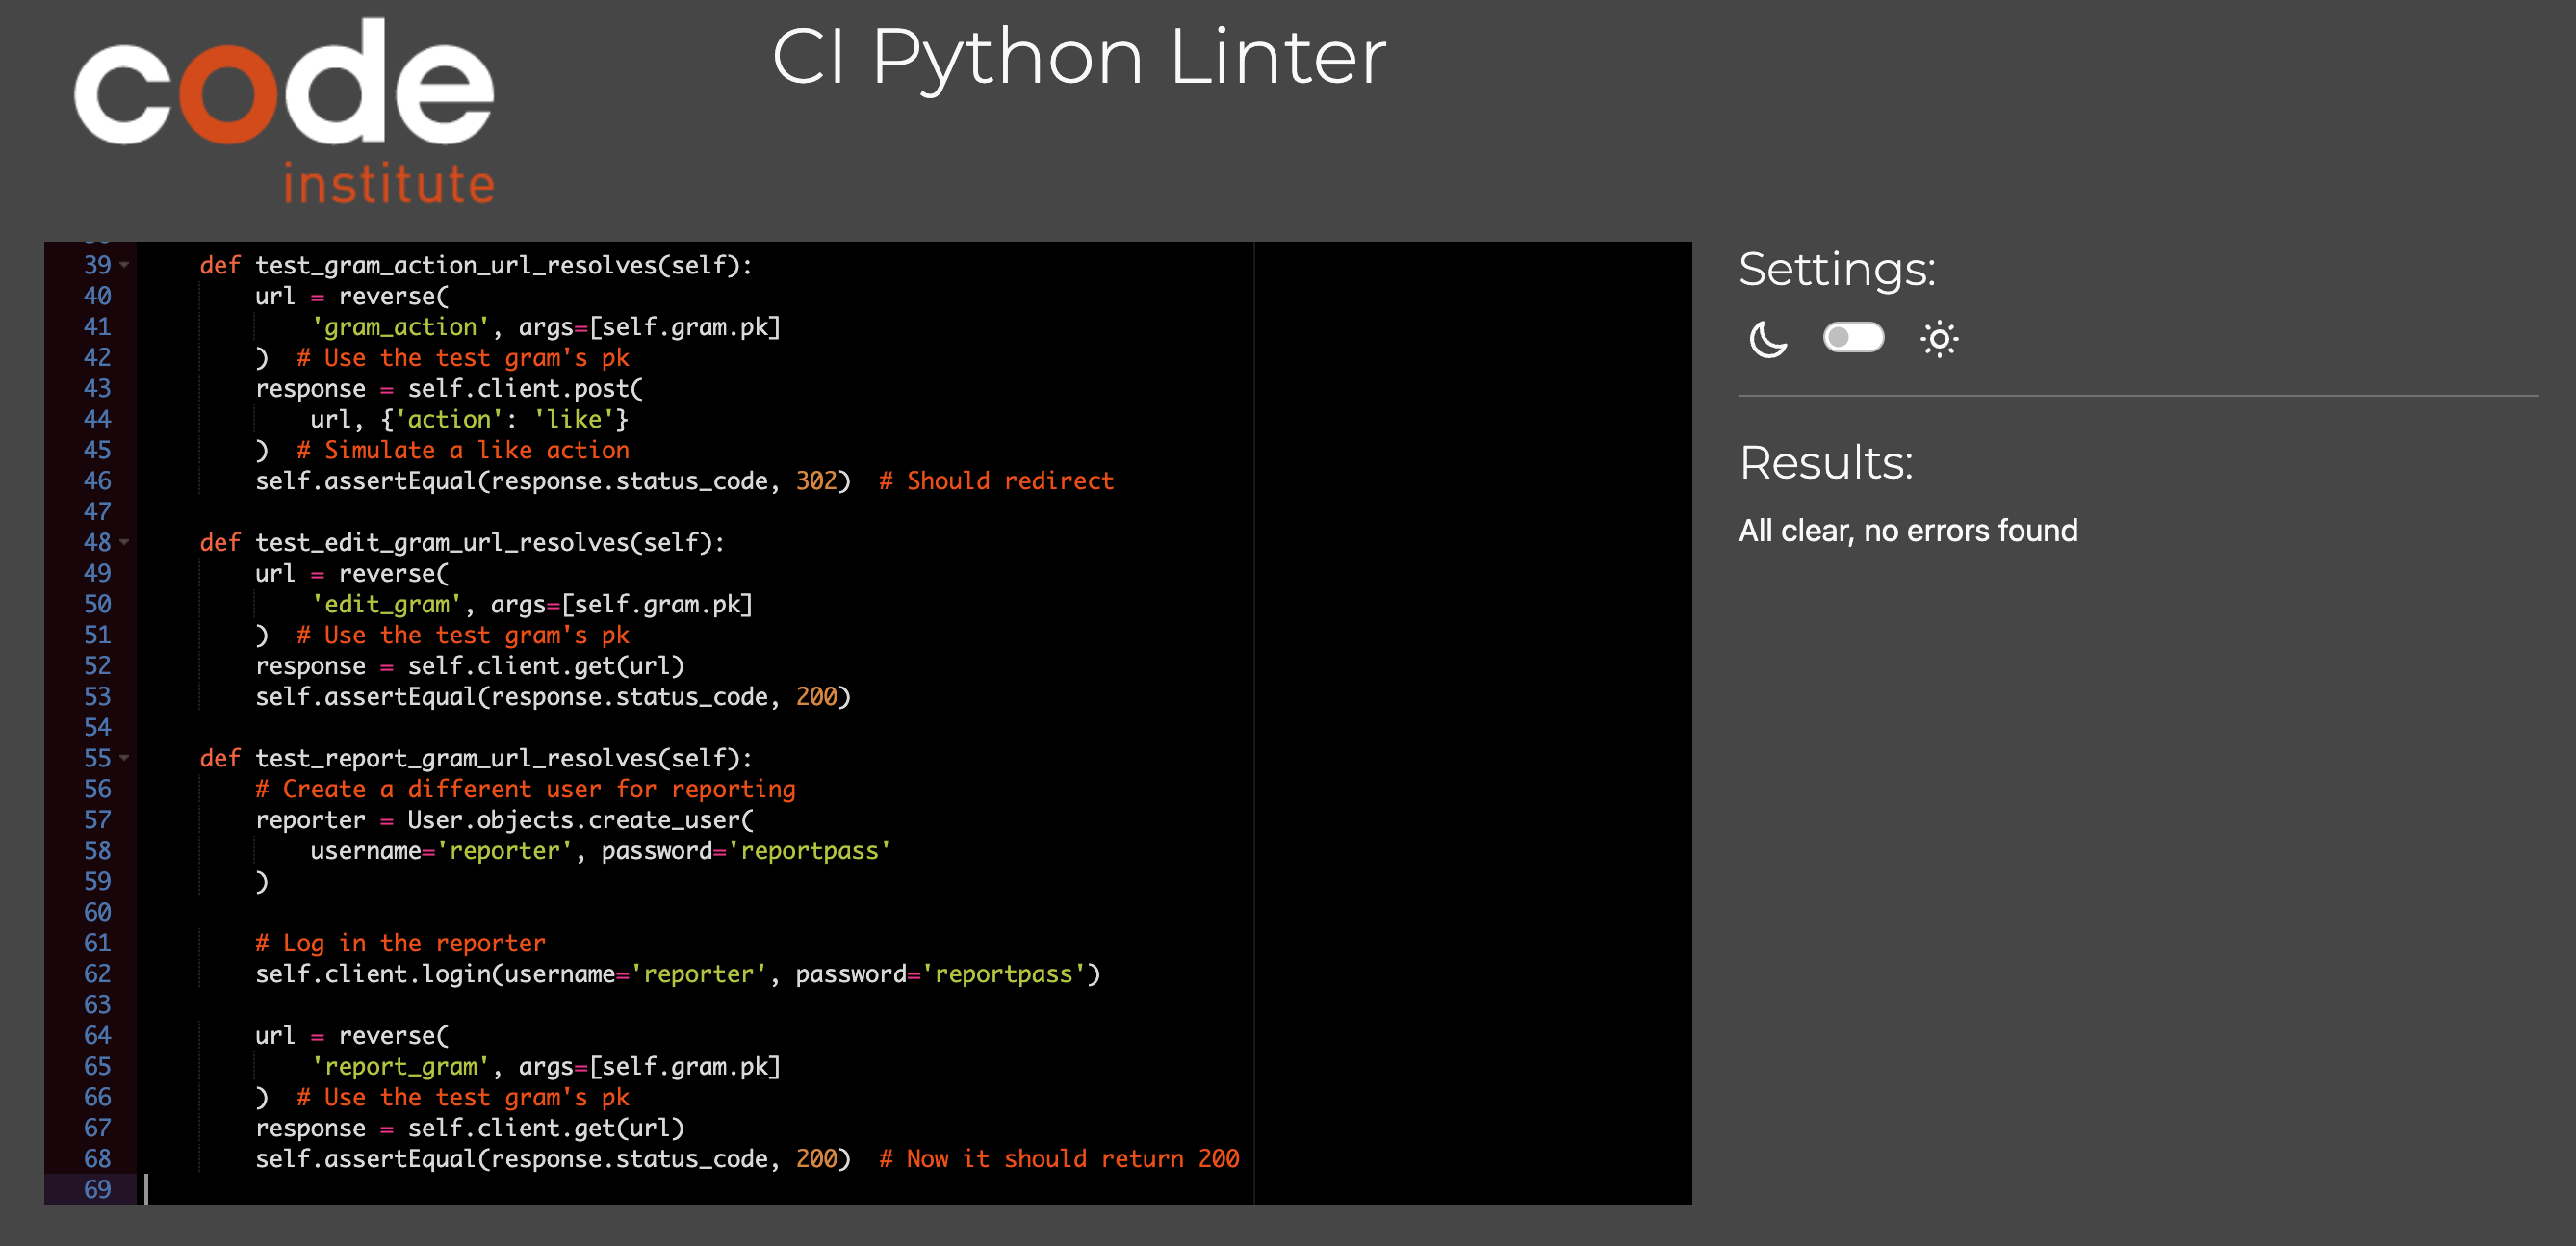 code
institute
CI Python Linter
39 def test_gram_action_url_resolves(self):
40 url = reverse(
41 'gram_action', args=[self.gram.pk]
42 )  # Use the test gram's pk
43 response = self.client.post(
44 url, {'action': 'like'}
45 )  # Simulate a like action
46 self.assertEqual(response.status_code, 302)  # Should redirect
47
48 def test_edit_gram_url_resolves(self):
49 url = reverse(
50 'edit_gram', args=[self.gram.pk]
51 )  # Use the test gram's pk
52 response = self.client.get(url)
53 self.assertEqual(response.status_code, 200)
54
55 def test_report_gram_url_resolves(self):
56 # Create a different user for reporting
57 reporter = User.objects.create_user(
58 username='reporter', password='reportpass'
59 )
60
61 # Log in the reporter
62 self.client.login(username='reporter', password='reportpass')
63
64 url = reverse(
65 'report_gram', args=[self.gram.pk]
66 )  # Use the test gram's pk
67 response = self.client.get(url)
68 self.assertEqual(response.status_code, 200)  # Now it should return 200
69
Settings:
Results:
All clear, no errors found